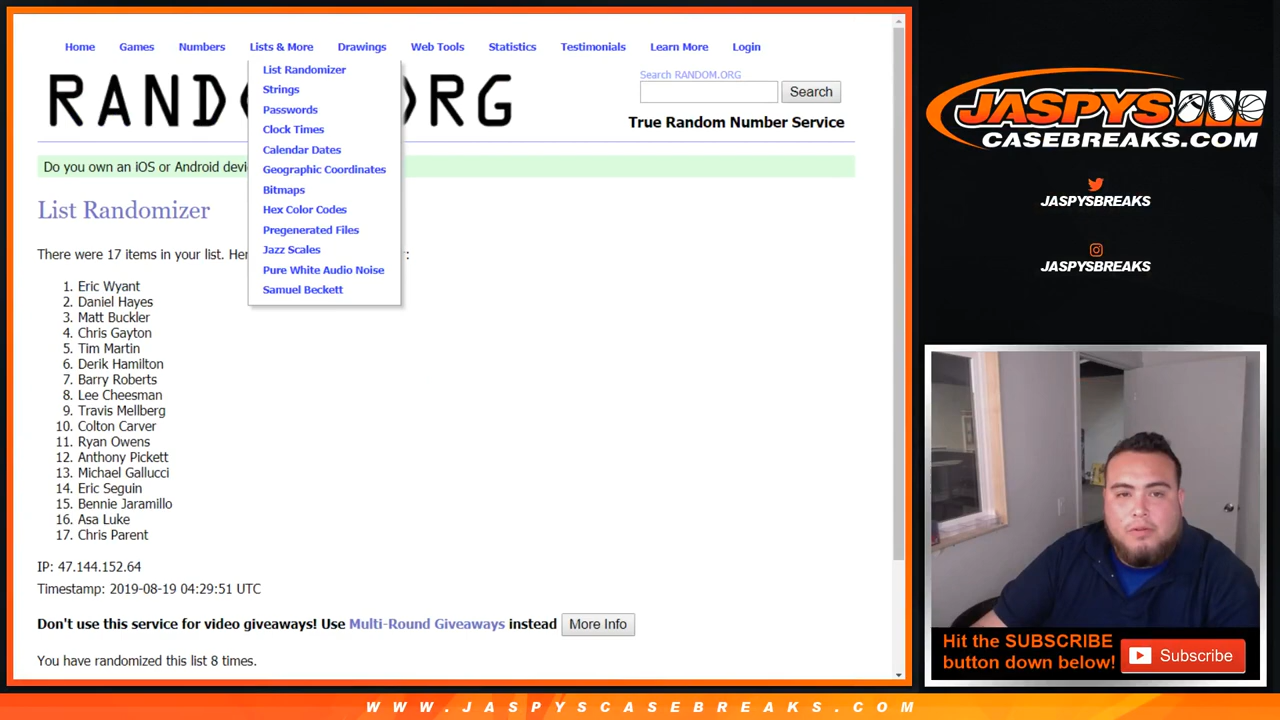 Home Games Numbers Lists & More Drawings Web Tools Statistics Testimonials Learn More Login
List Randomizer
Strings
Passwords
Clock Times
Calendar Dates
Geographic Coordinates
Bitmaps
Hex Color Codes
Pregenerated Files
Jazz Scales
Pure White Audio Noise
Samuel Beckett
RAND RG
Search RANDOM.ORG
Search
True Random Number Service
Do you own an iOS or Android
List Randomizer
There were 17 items in your list.
1. Eric Wyant
2. Daniel Hayes
3. Matt Buckler
4. Chris Gayton
5. Tim Martin
6. Derik Hamilton
7. Barry Roberts
8. Lee Cheesman
9. Travis Mellberg
10. Colton Carver
11. Ryan Owens
12. Anthony Pickett
13. Michael Gallucci
14. Eric Seguin
15. Bennie Jaramillo
16. Asa Luke
17. Chris Parent
IP: 47.144.152.64
Timestamp: 2019-08-19 04:29:51 UTC
Don't use this service for video giveaways! Use Multi-Round Giveaways instead More Info
You have randomized this list 8 times.
JASPYS
CASEBREAKS.COM
JASPYSBREAKS
JASPYSBREAKS
Hit the SUBSCRIBE
button down below!
Subscribe
WWW.JASPYSCASEBREAKS.COM